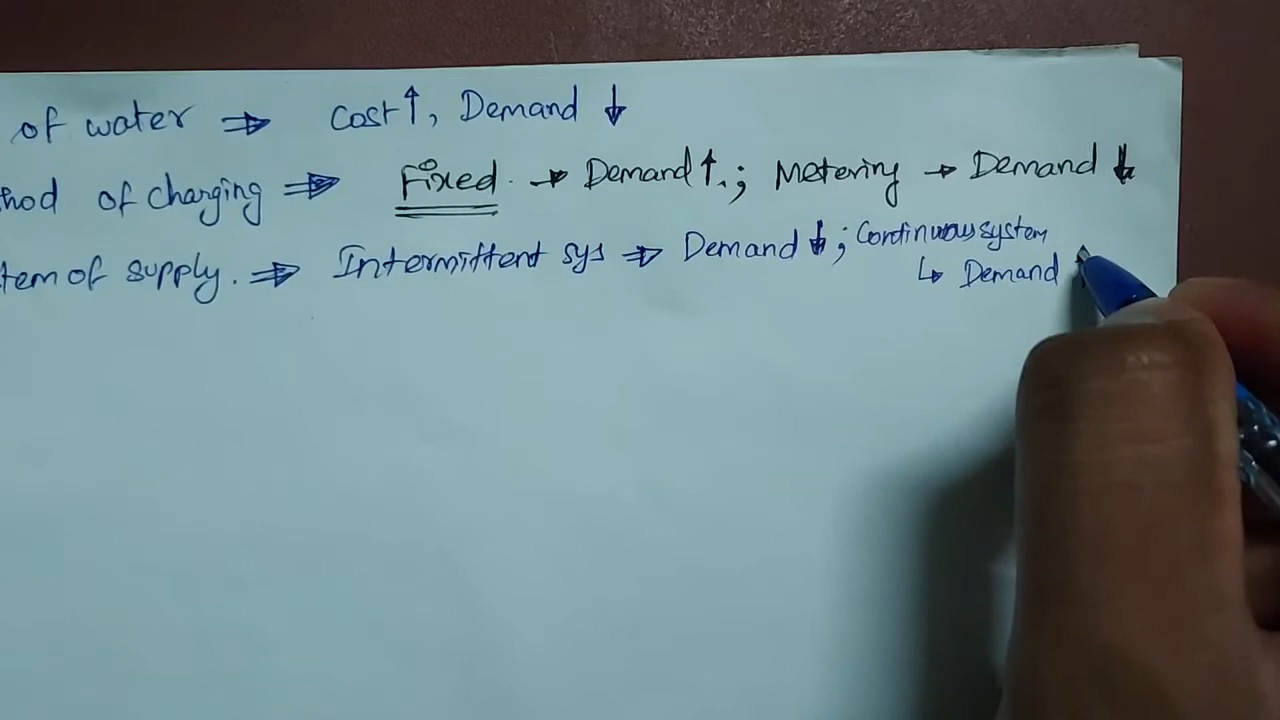 of water ⇒ Cost↑, Demand ↓
hod of charging ⇒ Fixed. → Demand↑.; Metering → Demand ↓
tem of supply. ⇒ Intermittent sys ⇒ Demand ↓; Continuous system
↳ Demand ↑